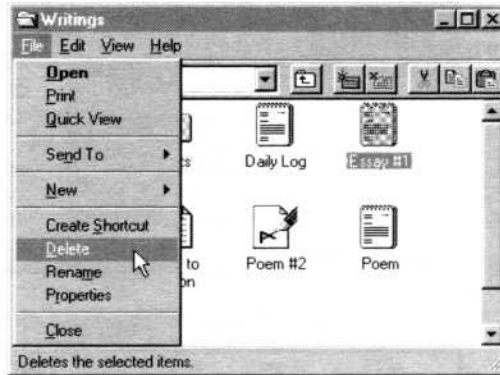 Writings
File Edit View Help
Open
Print
Quick View
Send To
New
Create Shortcut
Delete
Rename
Properties
Close
Daily Log
Essay #1
to
Poem #2
Poem
Deletes the selected items.